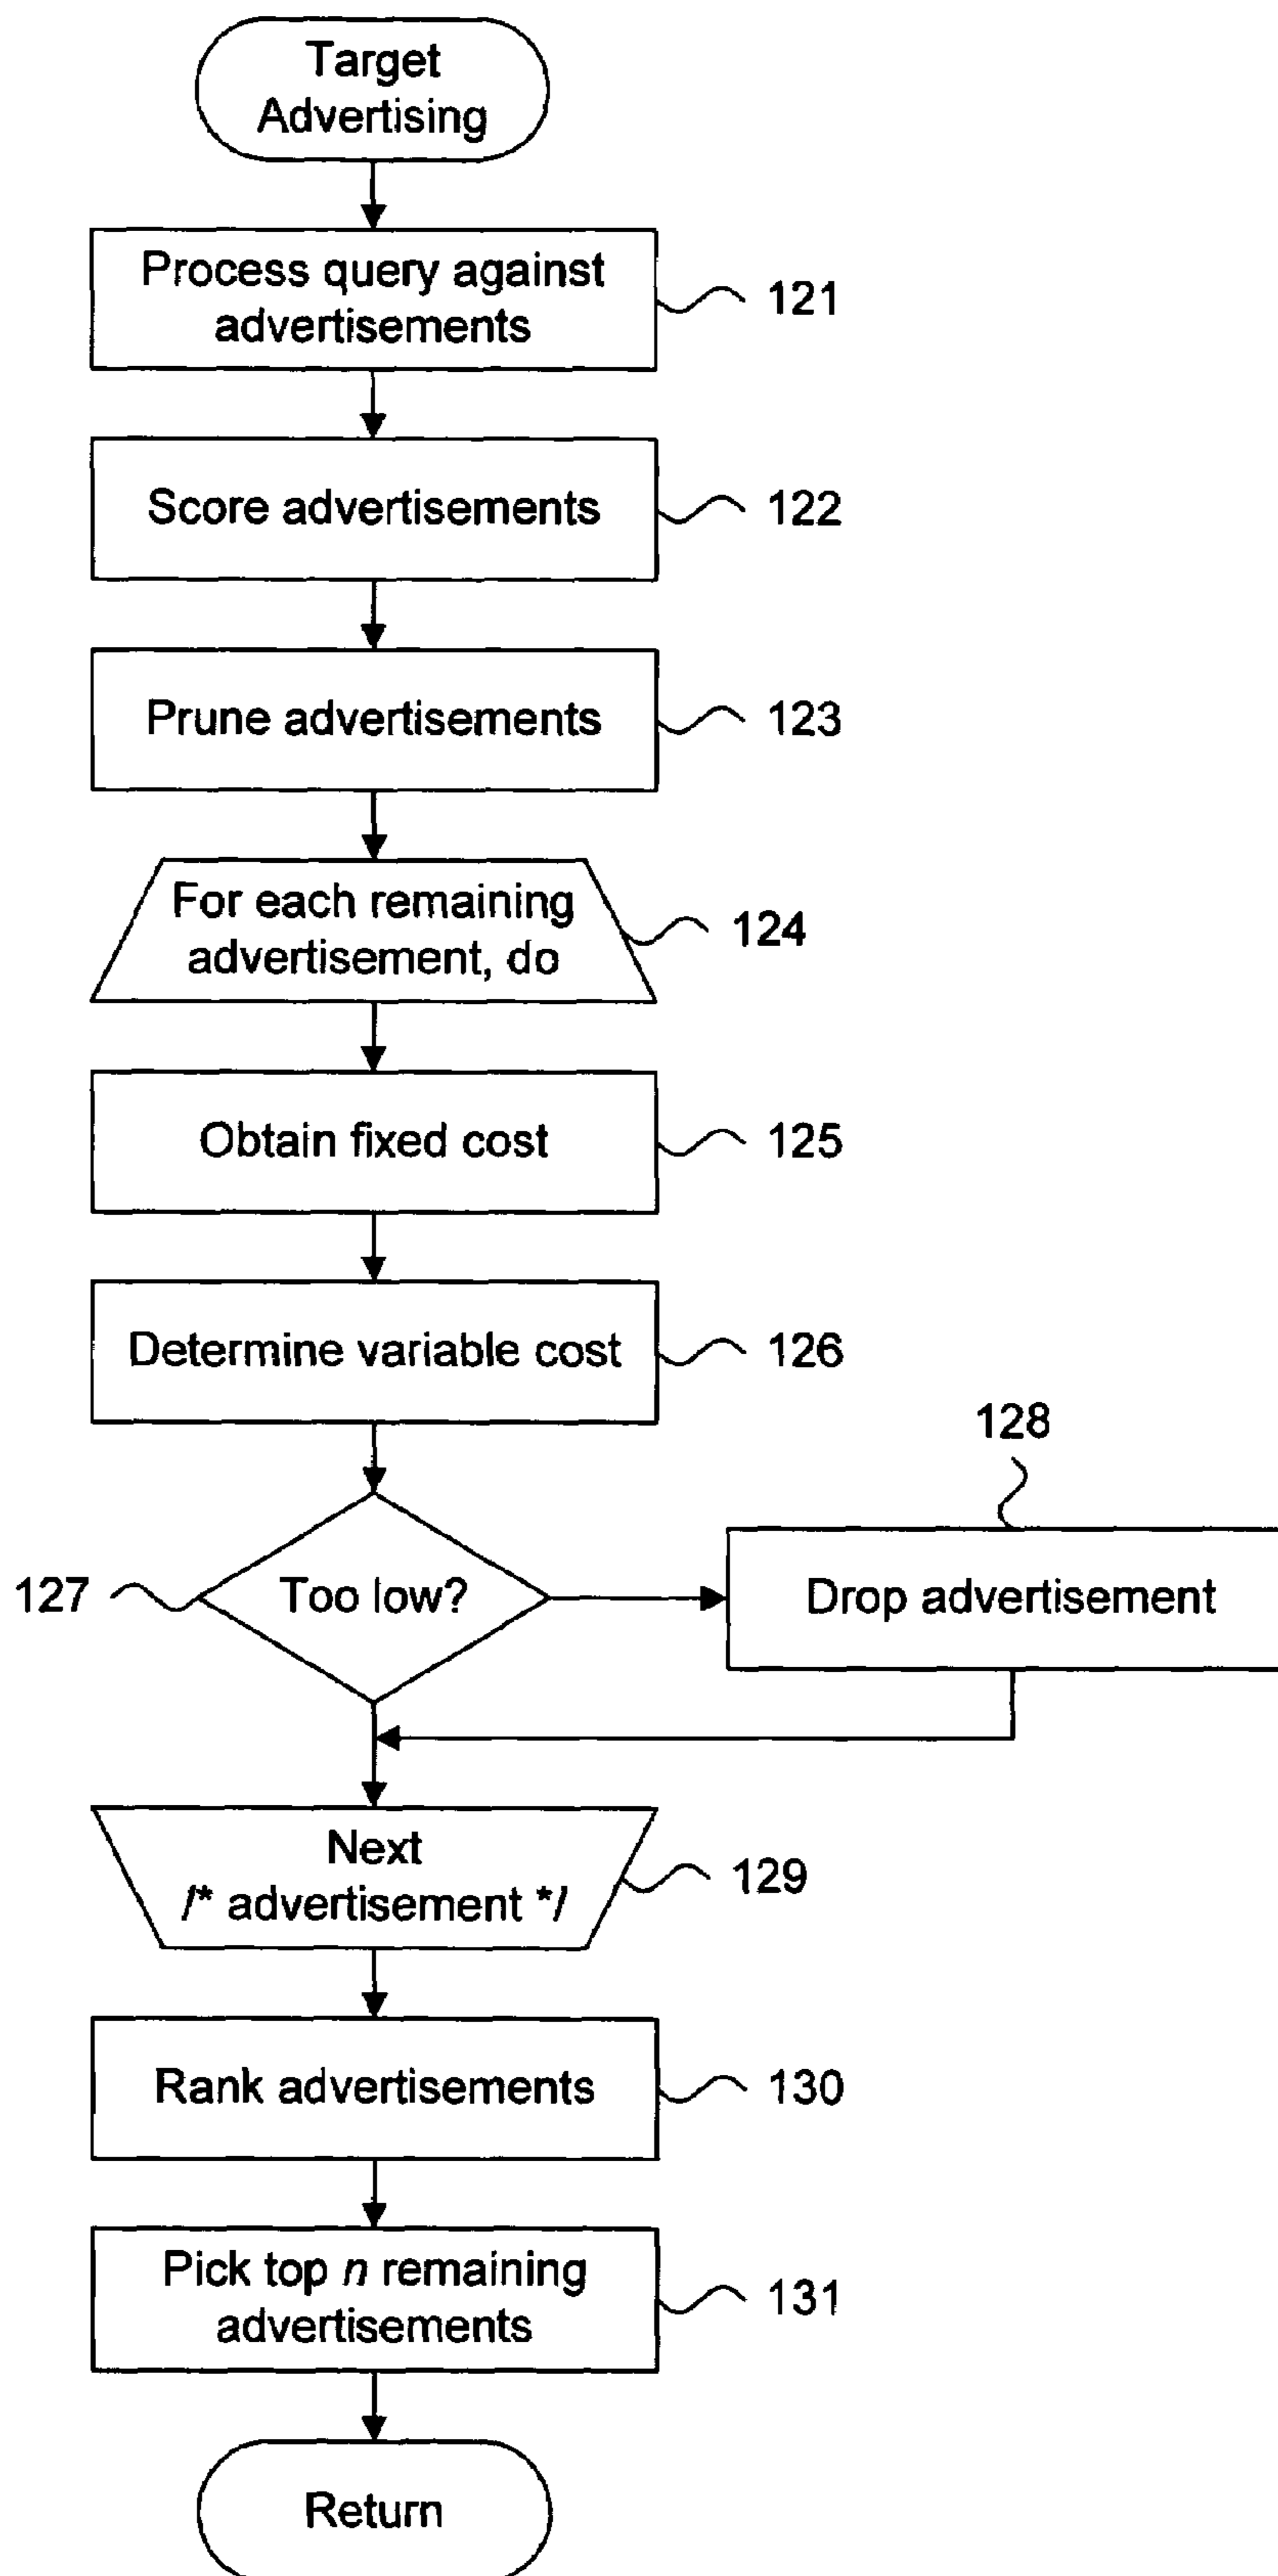 Target
Advertising
Process query against
advertisements
121
Score advertisements
122
Prune advertisements
123
For each remaining
advertisement, do
124
Obtain fixed cost
125
Determine variable cost
126
128
127
Too low?
Drop advertisement
Next
/* advertisement */
129
Rank advertisements
130
Pick top n remaining
advertisements
131
Return